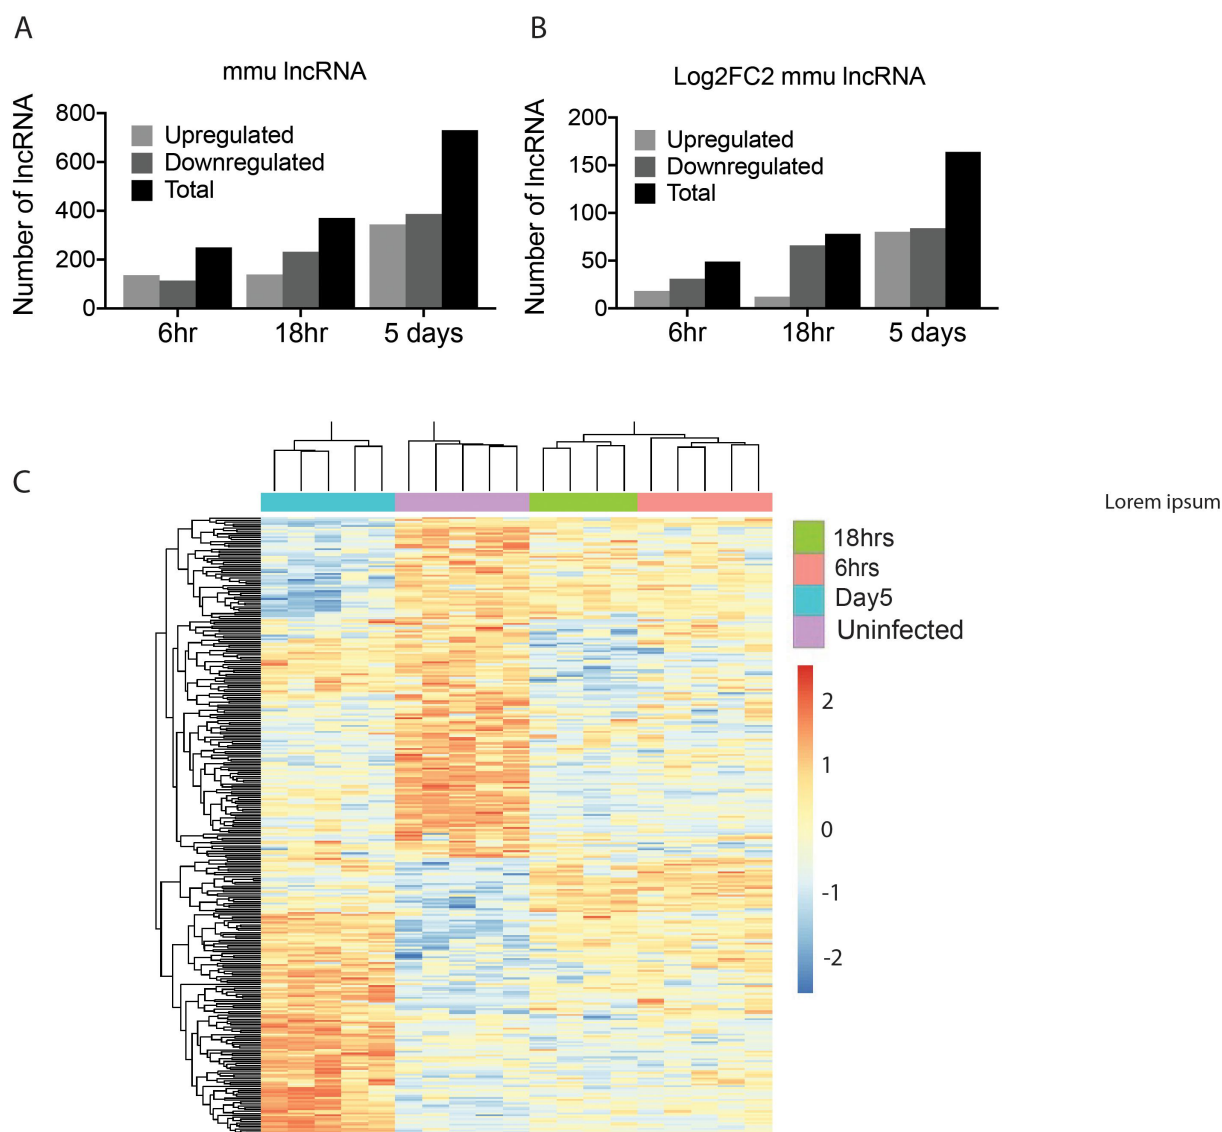 A
mmu lncRNA
Number of lncRNA
800
600
400
200
0
Upregulated
Downregulated
Total
6hr
18hr
5 days
B
Log2FC2 mmu lncRNA
Number of lncRNA
200
150
100
50
0
Upregulated
Downregulated
Total
6hr
18hr
5 days
C
Lorem ipsum
18hrs
6hrs
Day5
Uninfected
2
1
0
-1
-2